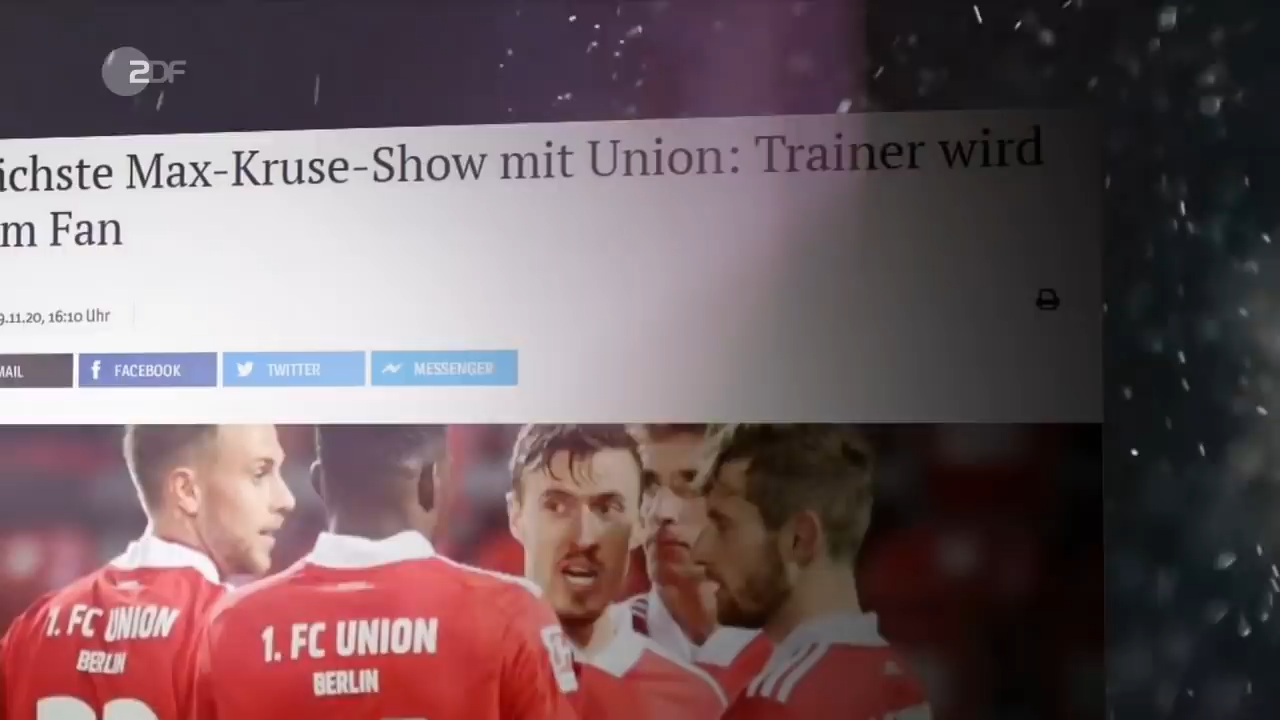 ZDF
ichste Max-Kruse-Show mit Union: Trainer wird
m Fan
9.11.20, 16:10 Uhr
MAIL
FACEBOOK
TWITTER
MESSENGER
1. FC UNION
BERLIN
1. FC UNION
BERLIN